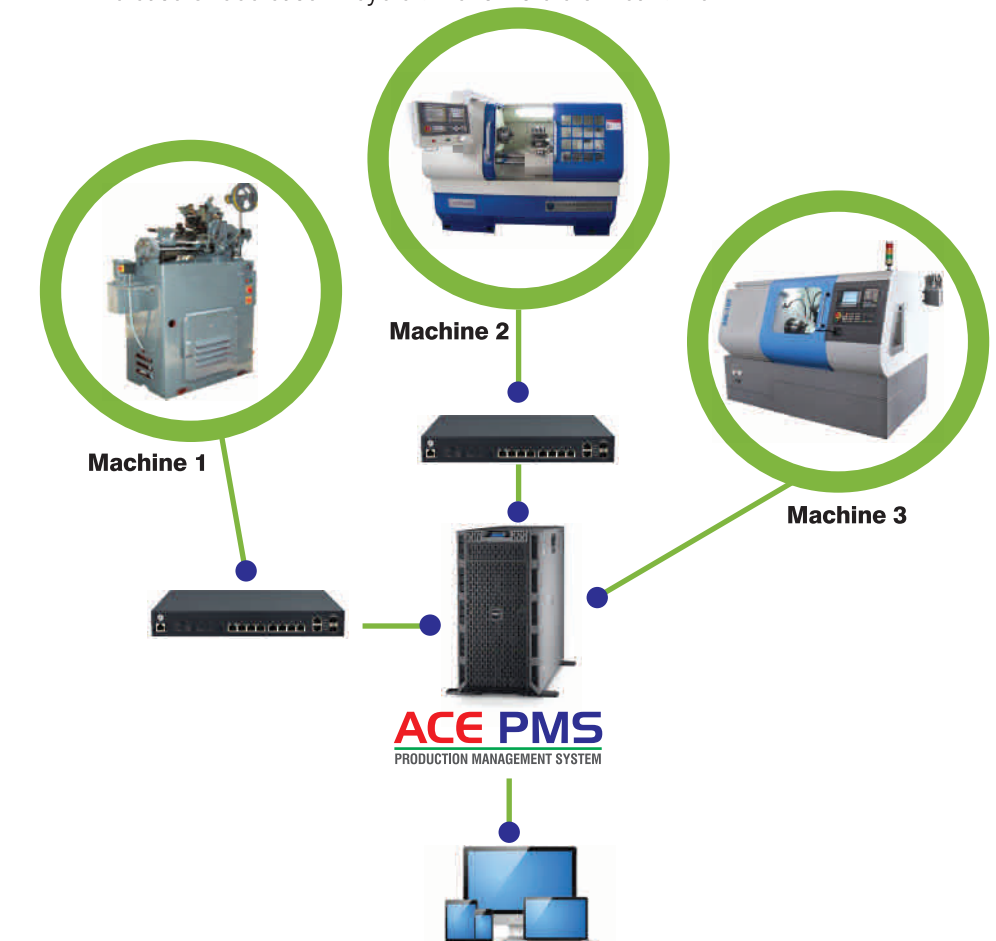 Machine 2
Machine 1
Machine 3
ACE PMS
PRODUCTION MANAGEMENT SYSTEM